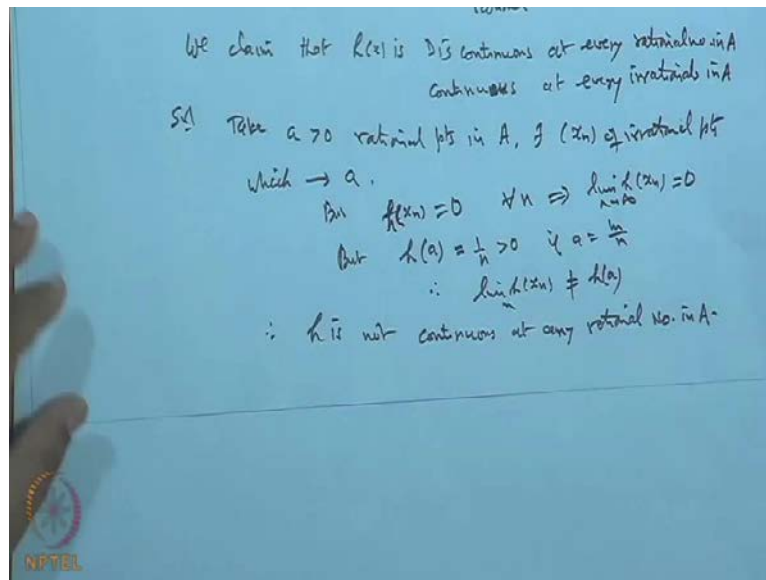 We claim that h(x) is Discontinuous at every rational no. in A
continuous at every irrationals in A
Sol Take a > 0 rational pts in A, ∃ (xn) of irrational pts
which → a.
But h(xn) = 0 ∀n ⇒ lim n→∞ h(xn) = 0
But h(a) = 1/n > 0 if a = m/n
∴ lim n h(xn) ≠ h(a)
∴ h is not continuous at any rational No. in A.
NPTEL